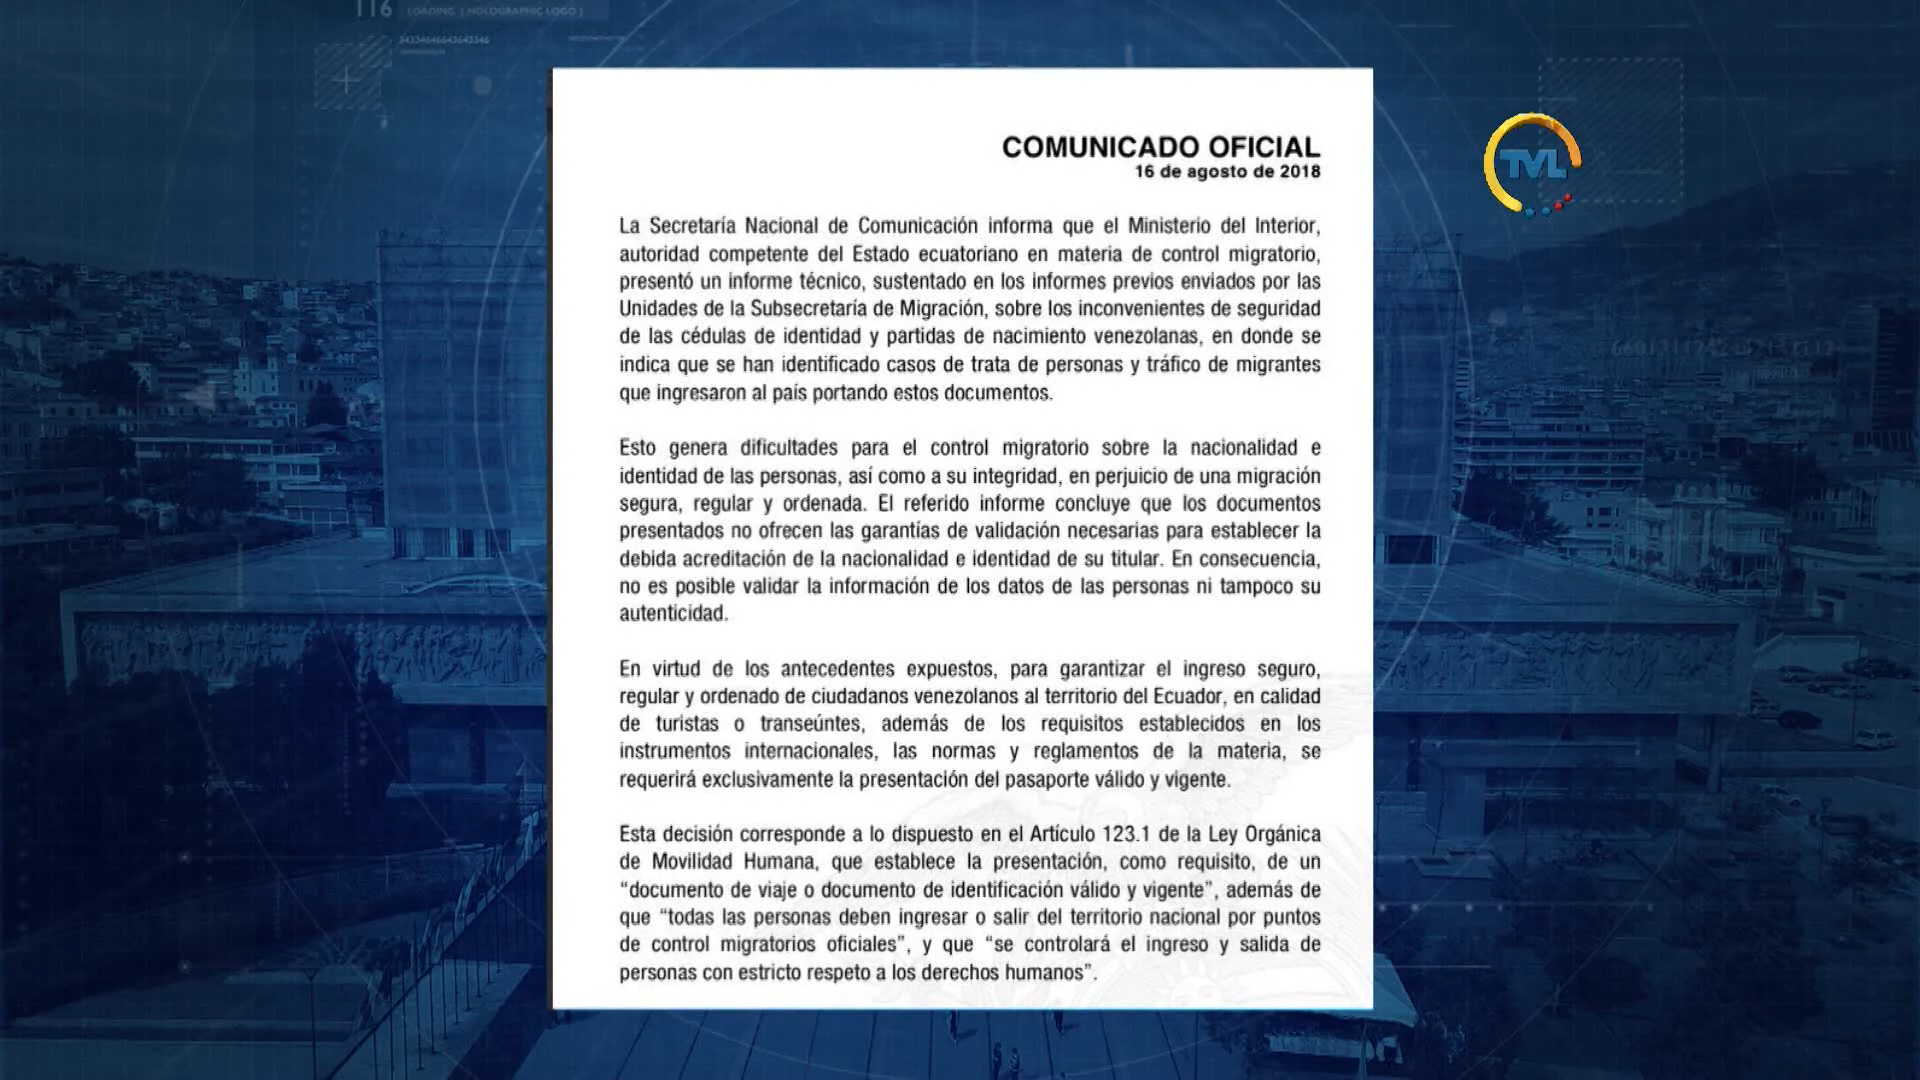 116 LOADING | HOLOGRAPHIC LOGO |
COMUNICADO OFICIAL
16 de agosto de 2018
TVL
La Secretaría Nacional de Comunicación informa que el Ministerio del Interior,
autoridad competente del Estado ecuatoriano en materia de control migratorio,
presentó un informe técnico, sustentado en los informes previos enviados por las
Unidades de la Subsecretaría de Migración, sobre los inconvenientes de seguridad
de las cédulas de identidad y partidas de nacimiento venezolanas, en donde se
indica que se han identificado casos de trata de personas y tráfico de migrantes
que ingresaron al país portando estos documentos.
Esto genera dificultades para el control migratorio sobre la nacionalidad e
identidad de las personas, así como a su integridad, en perjuicio de una migración
segura, regular y ordenada. El referido informe concluye que los documentos
presentados no ofrecen las garantías de validación necesarias para establecer la
debida acreditación de la nacionalidad e identidad de su titular. En consecuencia,
no es posible validar la información de los datos de las personas ni tampoco su
autenticidad.
En virtud de los antecedentes expuestos, para garantizar el ingreso seguro,
regular y ordenado de ciudadanos venezolanos al territorio del Ecuador, en calidad
de turistas o transeúntes, además de los requisitos establecidos en los
instrumentos internacionales, las normas y reglamentos de la materia, se
requerirá exclusivamente la presentación del pasaporte válido y vigente.
Esta decisión corresponde a lo dispuesto en el Artículo 123.1 de la Ley Orgánica
de Movilidad Humana, que establece la presentación, como requisito, de un
“documento de viaje o documento de identificación válido y vigente”, además de
que “todas las personas deben ingresar o salir del territorio nacional por puntos
de control migratorios oficiales”, y que “se controlará el ingreso y salida de
personas con estricto respeto a los derechos humanos”.